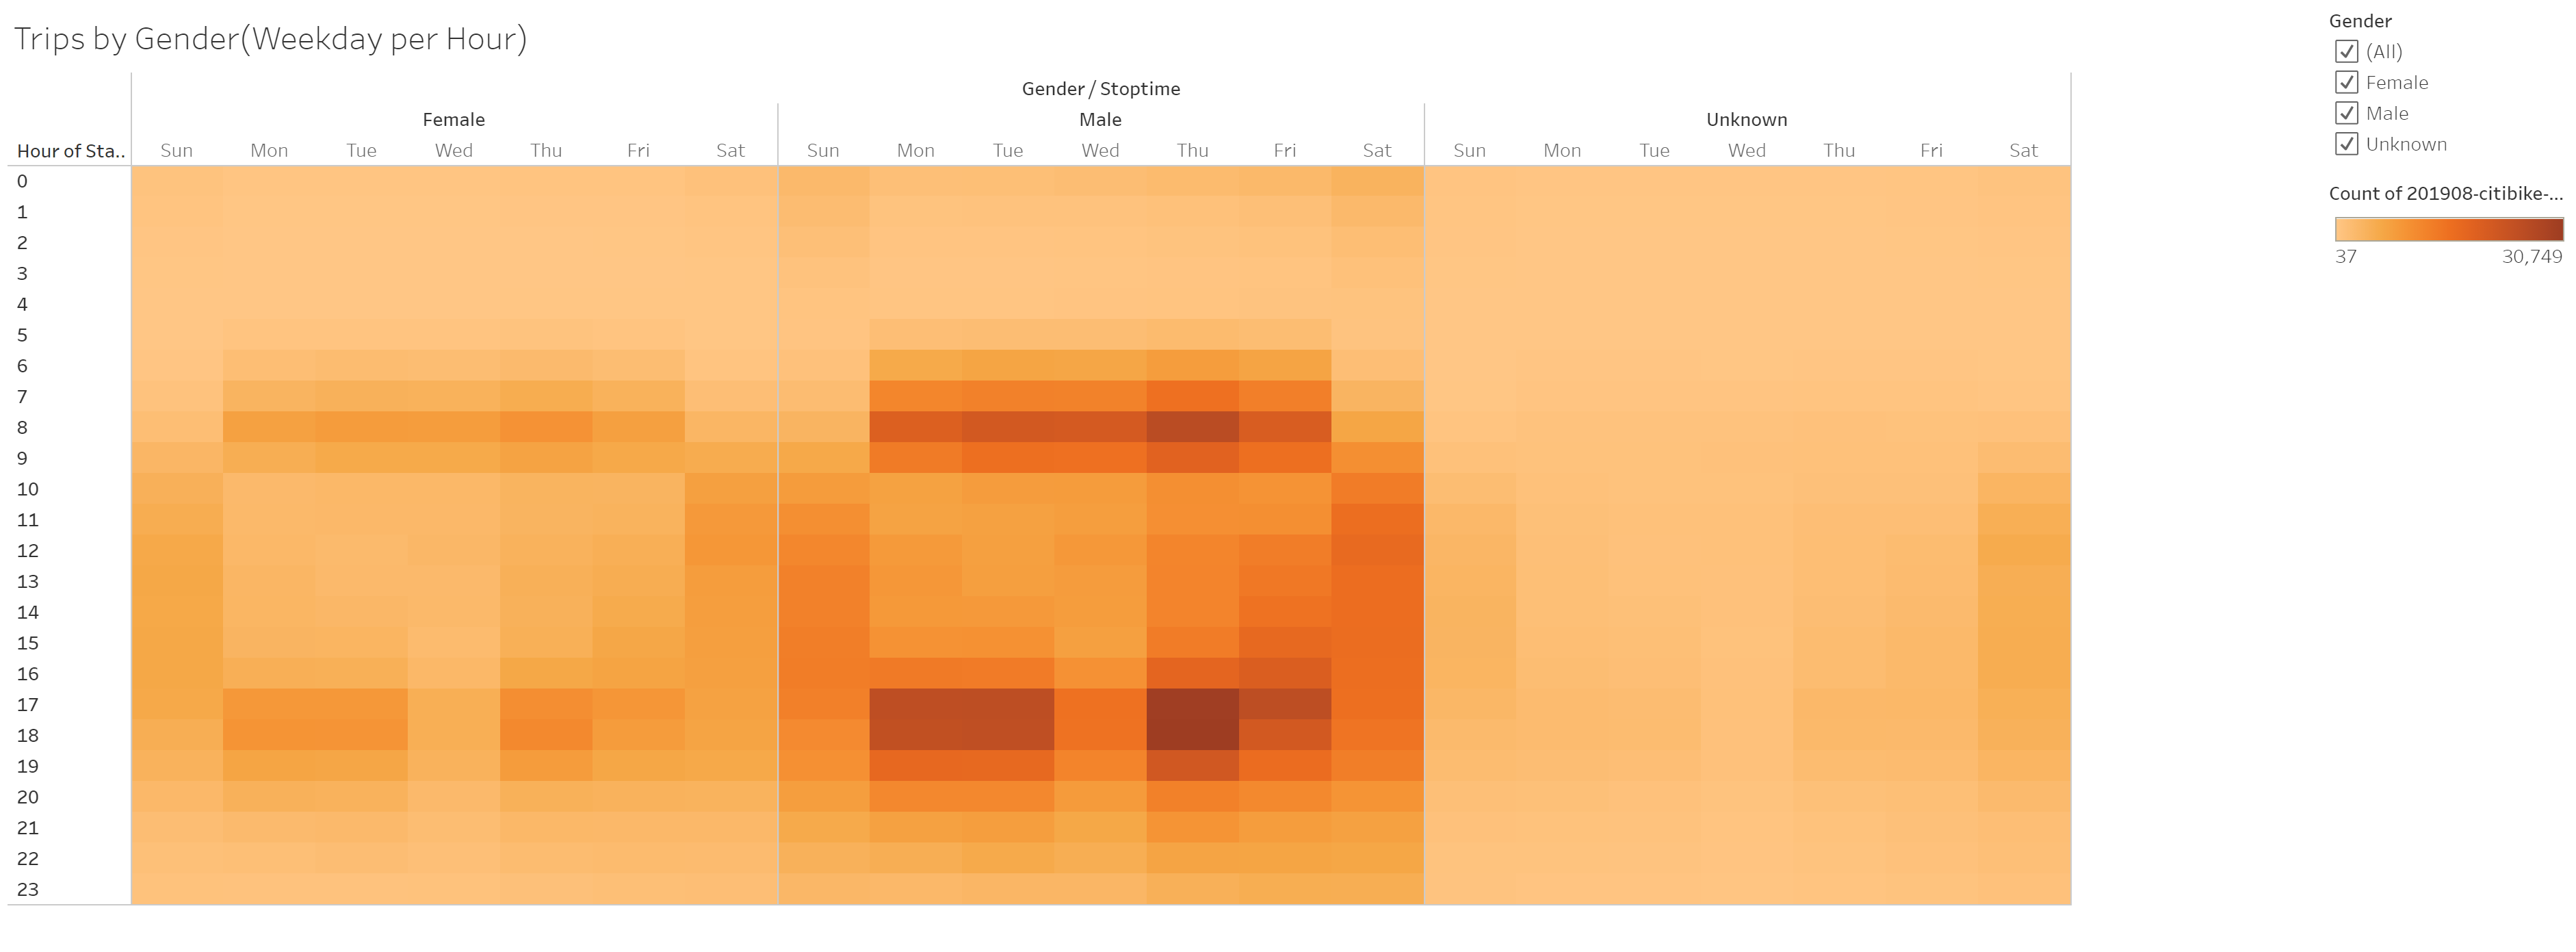 Trips by Gender(Weekday per Hour)
Gender / Stoptime
Female Male Unknown
Hour of Sta.. Sun Mon Tue Wed Thu Fri Sat Sun Mon Tue Wed Thu Fri Sat Sun Mon Tue Wed Thu Fri Sat
0
1
2
3
4
5
6
7
8
9
10
11
12
13
14
15
16
17
18
19
20
21
22
23
Gender
(All)
Female
Male
Unknown
Count of 201908-citibike-...
37 30,749